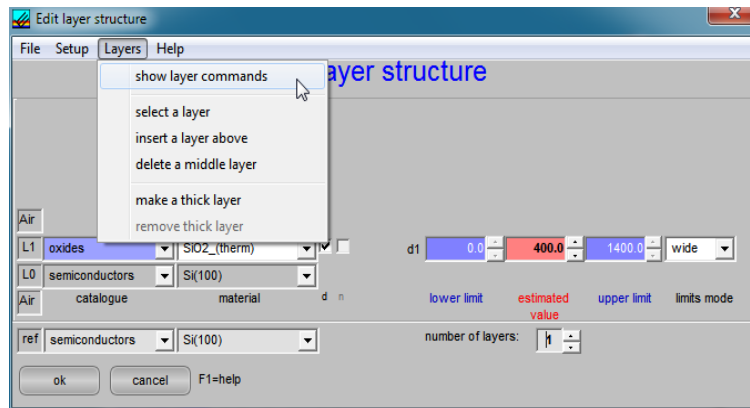 Edit layer structure
File Setup Layers Help
ayer structure
show layer commands
select a layer
insert a layer above
delete a middle layer
make a thick layer
remove thick layer
Air
L1 oxides SiO2_(therm) d1 0.0 400.0 1400.0 wide
L0 semiconductors Si(100)
Air catalogue material d n lower limit estimated value upper limit limits mode
ref semiconductors Si(100) number of layers: 1
ok cancel F1=help